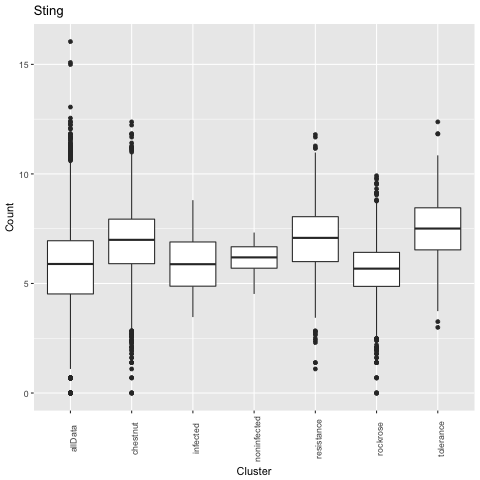 Sting
Count
15
10
5
0
allData
chestnut
infected
noninfected
resistance
rockrose
tolerance
Cluster